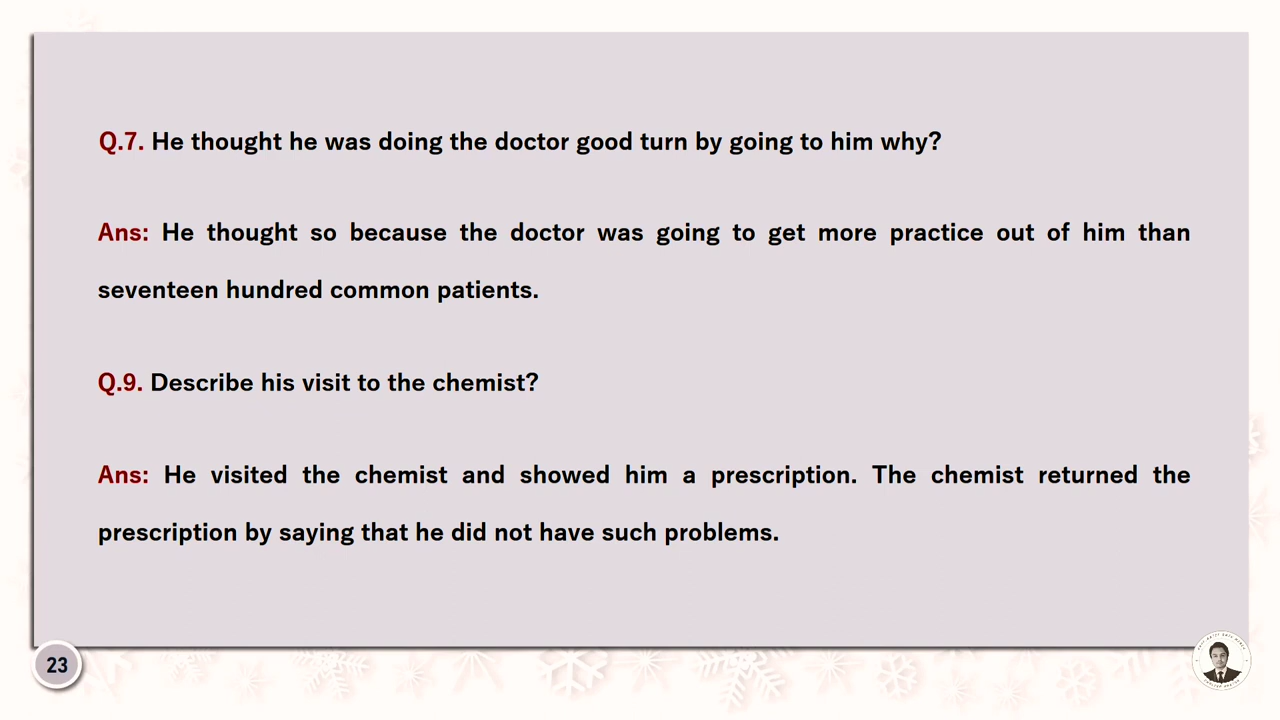 Q.7. He thought he was doing the doctor good turn by going to him why?
Ans: He thought so because the doctor was going to get more practice out of him than
seventeen hundred common patients.
Q.9. Describe his visit to the chemist?
Ans: He visited the chemist and showed him a prescription. The chemist returned the
prescription by saying that he did not have such problems.
23